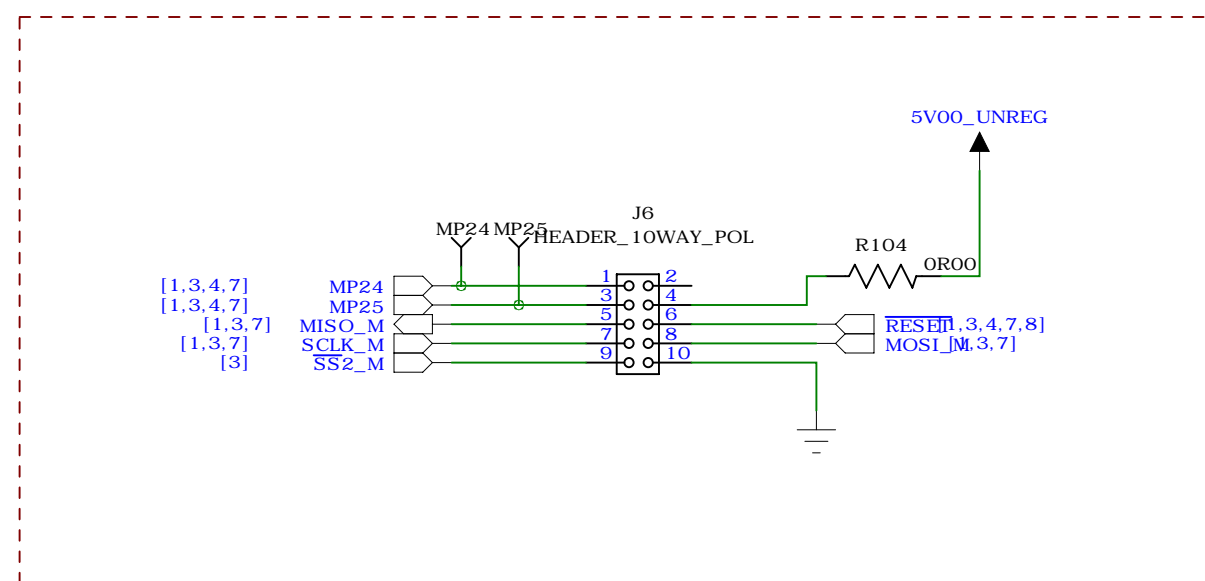 5V00_UNREG
J6
MP24 MP25 HEADER_10WAY_POL
R104
0R00
[1,3,4,7] MP24 1 2
[1,3,4,7] MP25 3 4
[1,3,7] MISO_M 5 6 RESET [1,3,4,7,8]
[1,3,7] SCLK_M 7 8 MOSI_M [1,3,7]
[3] SS2_M 9 10